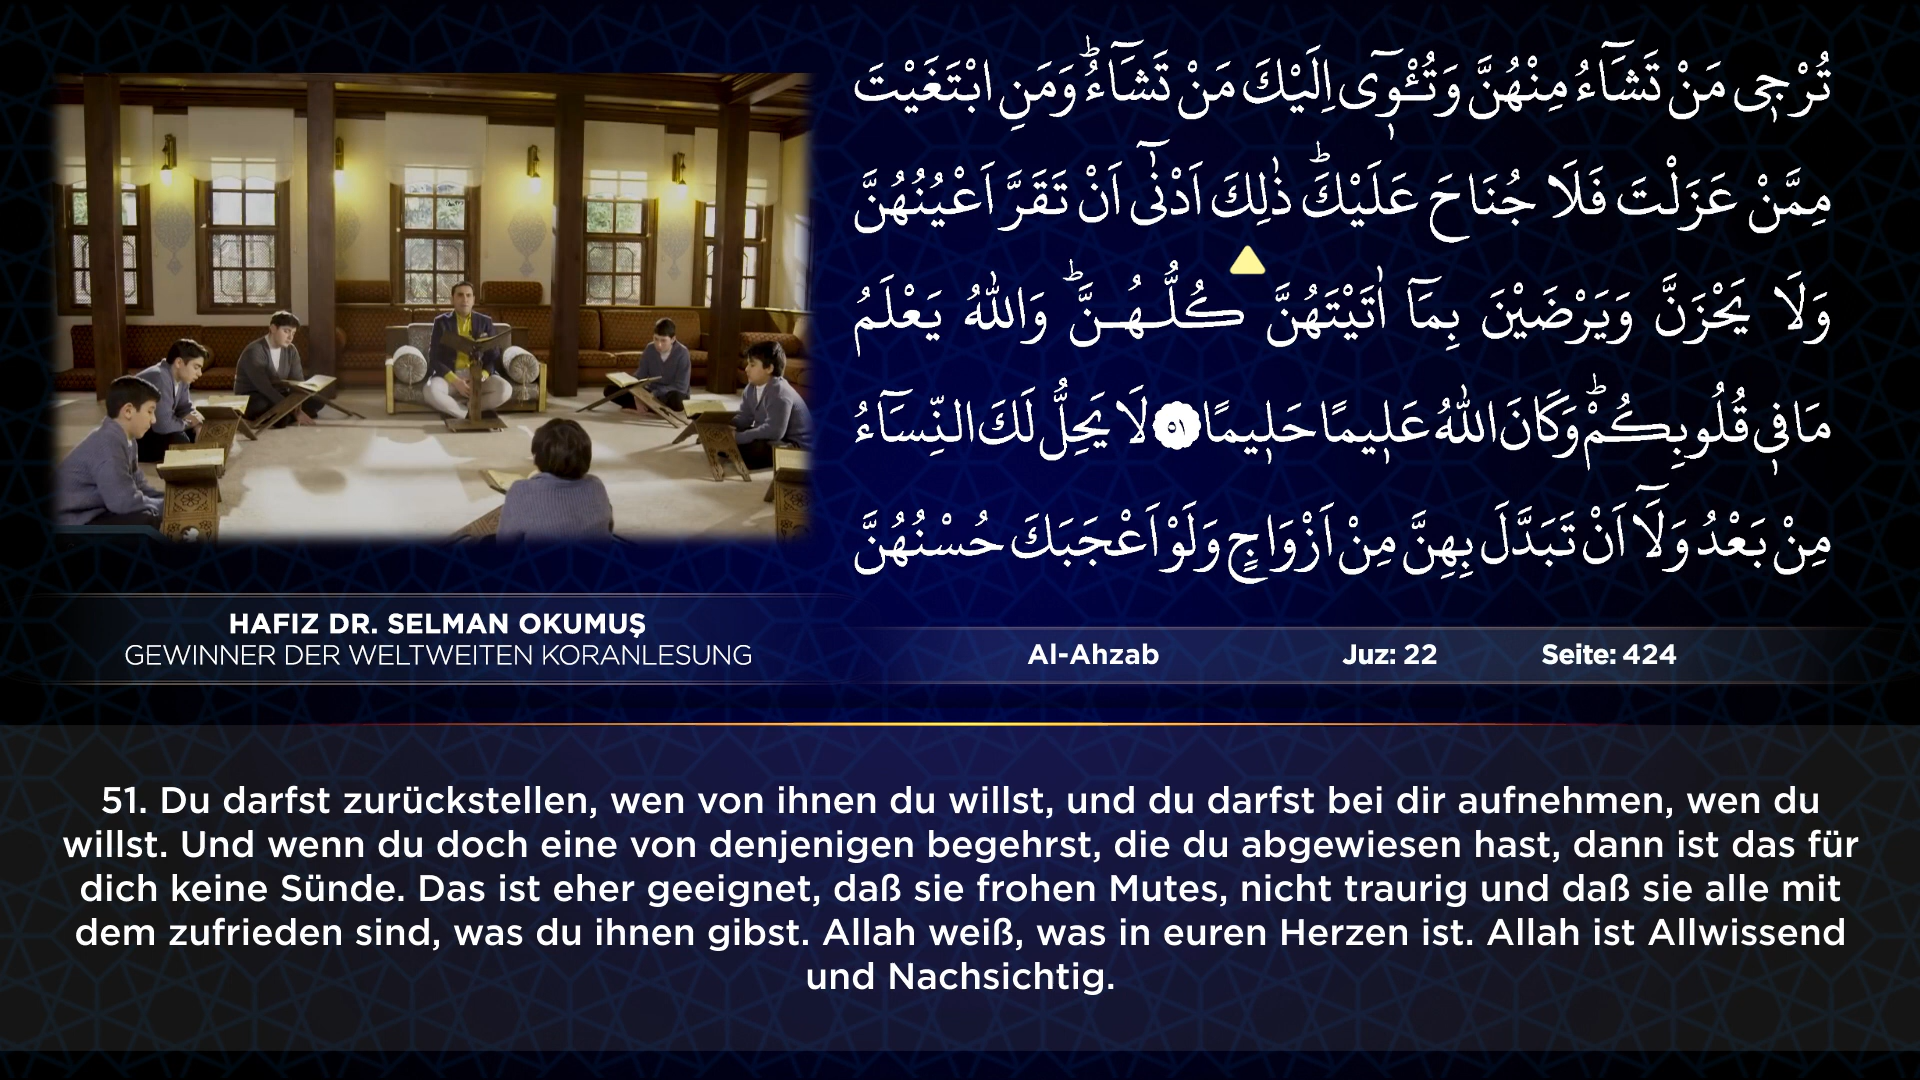 تُرْج۪ي مَنْ تَشَٓاءُ مِنْهُنَّ وَتُـْٔو۪ٓي اِلَيْكَ مَنْ تَشَٓاءُۜ وَمَنِ ابْتَغَيْتَ
مِمَّنْ عَزَلْتَ فَلَا جُنَاحَ عَلَيْكَۜ ذٰلِكَ اَدْنٰٓى اَنْ تَقَرَّ اَعْيُنُهُنَّ
وَلَا يَحْزَنَّ وَيَرْضَيْنَ بِمَٓا اٰتَيْتَهُنَّ كُلُّهُنَّۜ وَاللّٰهُ يَعْلَمُ
مَا ف۪ي قُلُوبِكُمْۜ وَكَانَ اللّٰهُ عَل۪يمًا حَل۪يمًا ﴿٥١﴾ لَا يَحِلُّ لَكَ النِّسَٓاءُ
مِنْ بَعْدُ وَلَٓا اَنْ تَبَدَّلَ بِهِنَّ مِنْ اَزْوَاجٍ وَلَوْ اَعْجَبَكَ حُسْنُهُنَّ
HAFIZ DR. SELMAN OKUMUŞ
GEWINNER DER WELTWEITEN KORANLESUNG
Al-Ahzab Juz: 22 Seite: 424
51. Du darfst zurückstellen, wen von ihnen du willst, und du darfst bei dir aufnehmen, wen du
willst. Und wenn du doch eine von denjenigen begehrst, die du abgewiesen hast, dann ist das für
dich keine Sünde. Das ist eher geeignet, daß sie frohen Mutes, nicht traurig und daß sie alle mit
dem zufrieden sind, was du ihnen gibst. Allah weiß, was in euren Herzen ist. Allah ist Allwissend
und Nachsichtig.